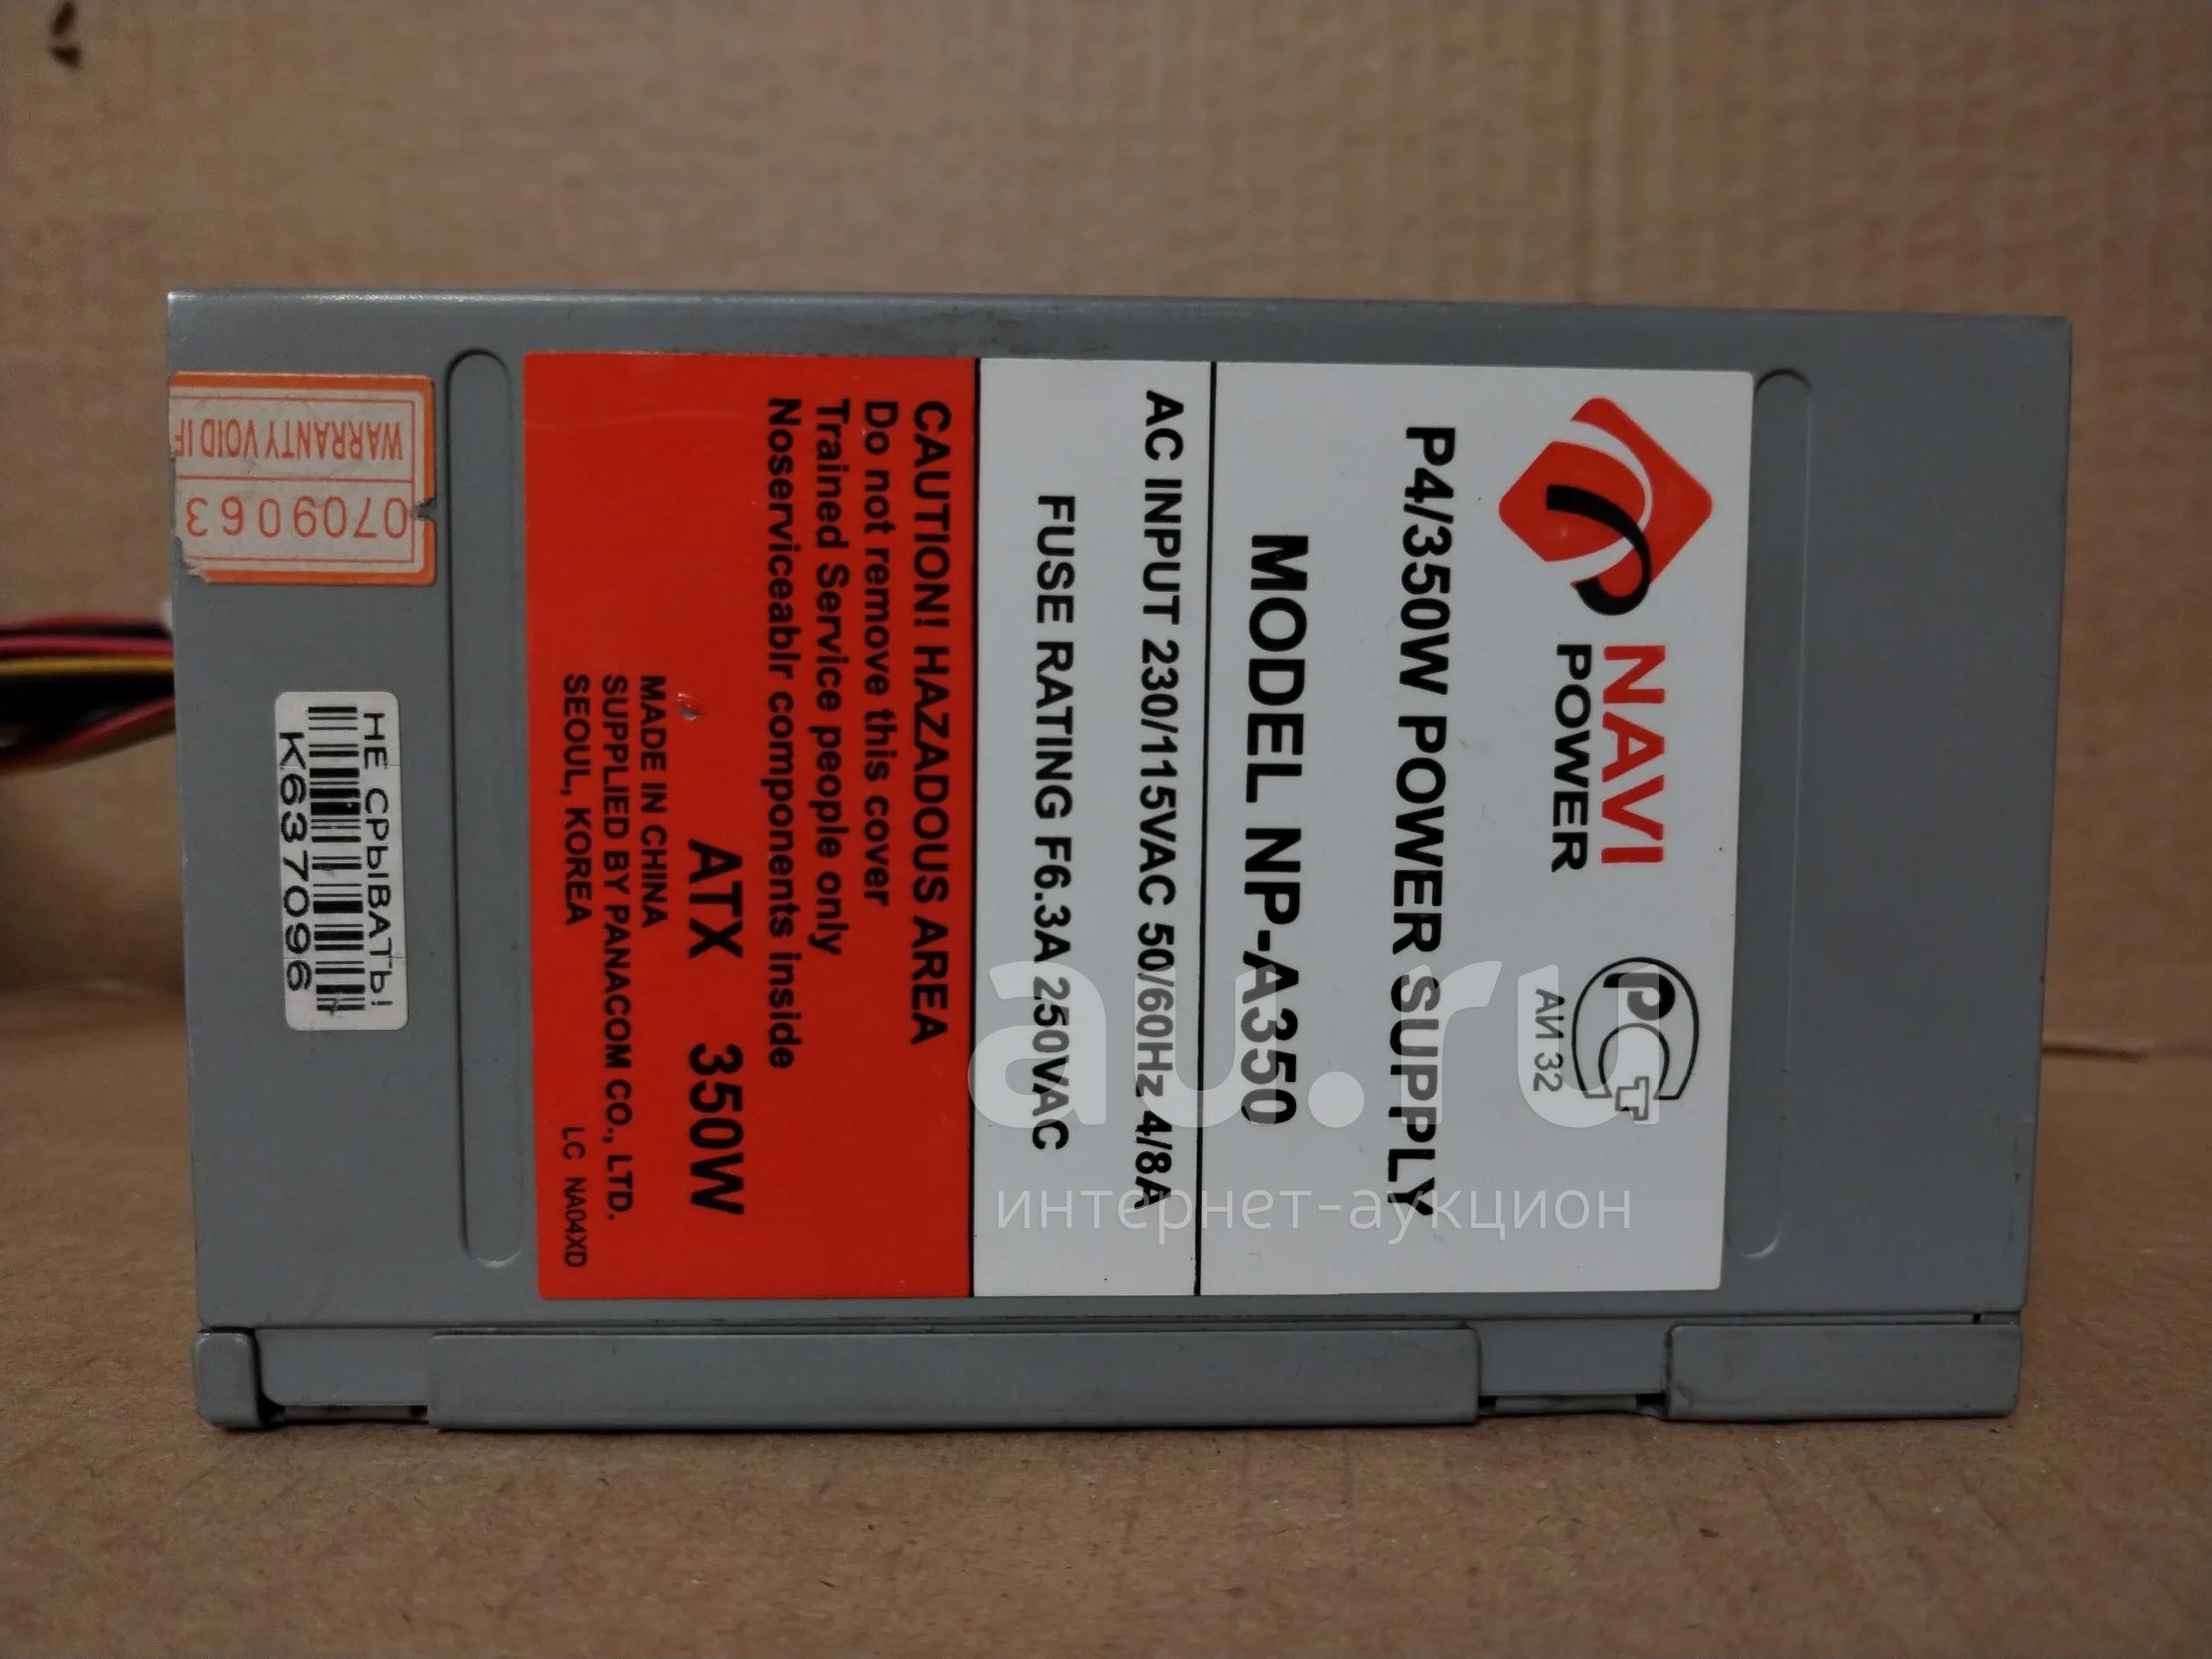 NAVI
POWER
РСТ
АИ 32
P4/350W POWER SUPPLY
MODEL NP-A350
AC INPUT 230/115VAC 50/60Hz 4/8A
FUSE RATING F6.3A 250VAC
CAUTION! HAZADOUS AREA
Do not remove this cover
Trained Service people only
Noserviceablr components inside
ATX 350W
MADE IN CHINA
SUPPLIED BY PANACOM CO., LTD.
SEOUL, KOREA
LC NA04XD
WARRANTY VOID IF
0709063
НЕ СРЫВАТЬ!
K6637096
au.ru
интернет-аукцион